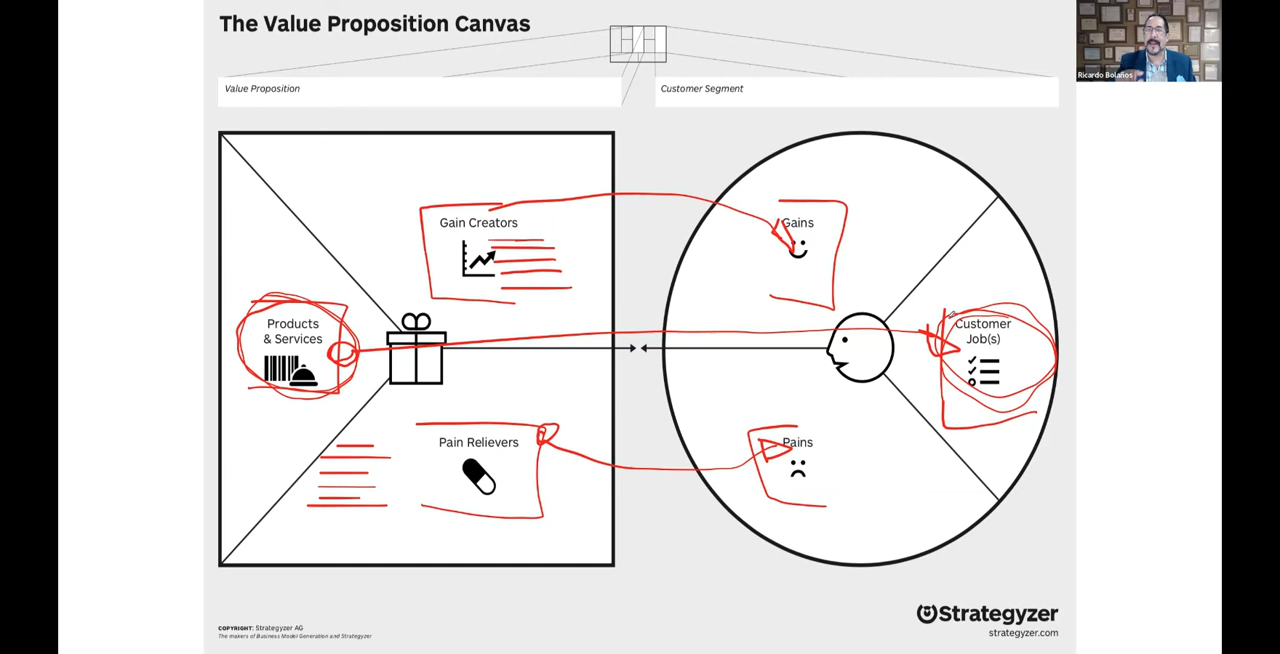 The Value Proposition Canvas
Ricardo Bolaños
Value Proposition
Customer Segment
Gain Creators
Gains
Products
& Services
Customer
Job(s)
Pain Relievers
Pains
COPYRIGHT: Strategyzer AG
The makers of Business Model Generation and Strategyzer
Strategyzer
strategyzer.com